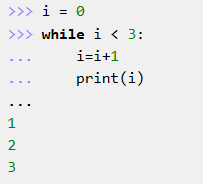 >>> i = 0
>>> while i < 3:
...     i=i+1
...     print(i)
...
1
2
3